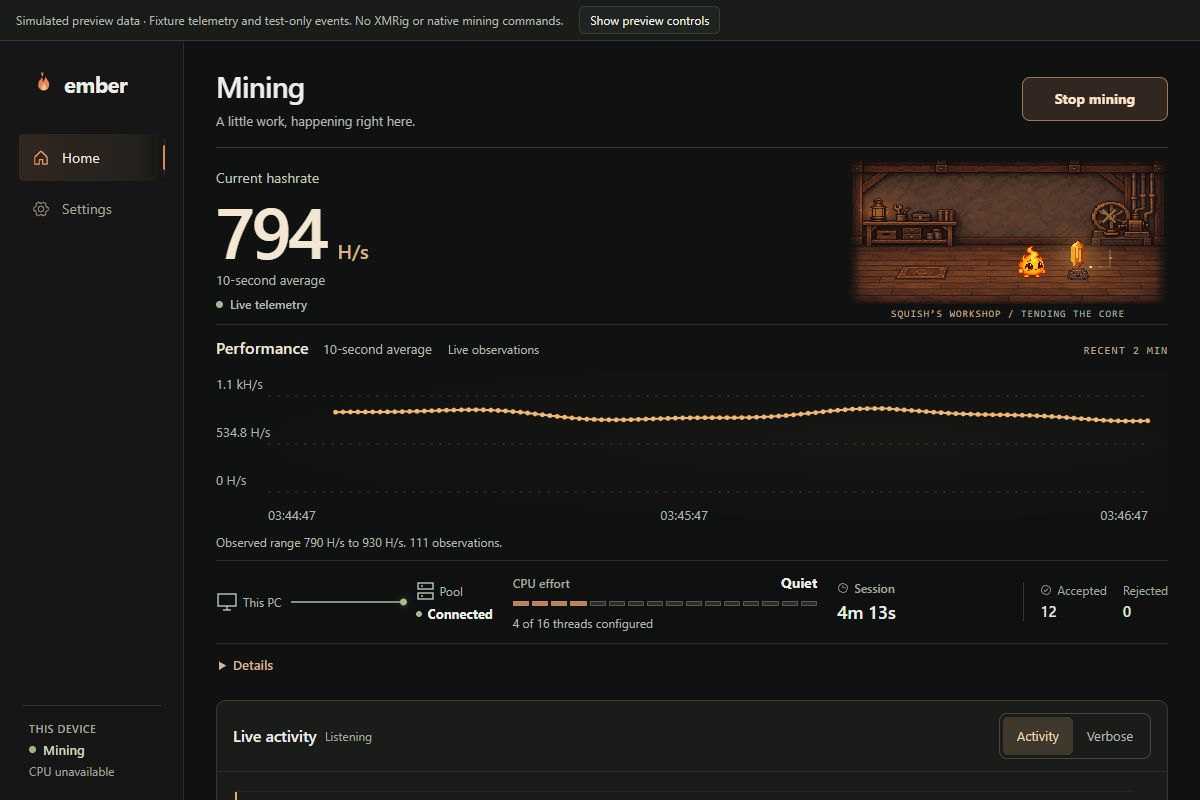 Simulated preview data · Fixture telemetry and test-only events. No XMRig or native mining commands.
Show preview controls
ember
Home
Settings
THIS DEVICE
Mining
CPU unavailable
Mining
A little work, happening right here.
Stop mining
Current hashrate
794 H/s
10-second average
Live telemetry
SQUISH'S WORKSHOP / TENDING THE CORE
Performance 10-second average Live observations
RECENT 2 MIN
1.1 kH/s
534.8 H/s
0 H/s
03:44:47 03:45:47 03:46:47
Observed range 790 H/s to 930 H/s. 111 observations.
This PC
Pool
Connected
CPU effort Quiet
4 of 16 threads configured
Session
4m 13s
Accepted
12
Rejected
0
Details
Live activity Listening
Activity Verbose